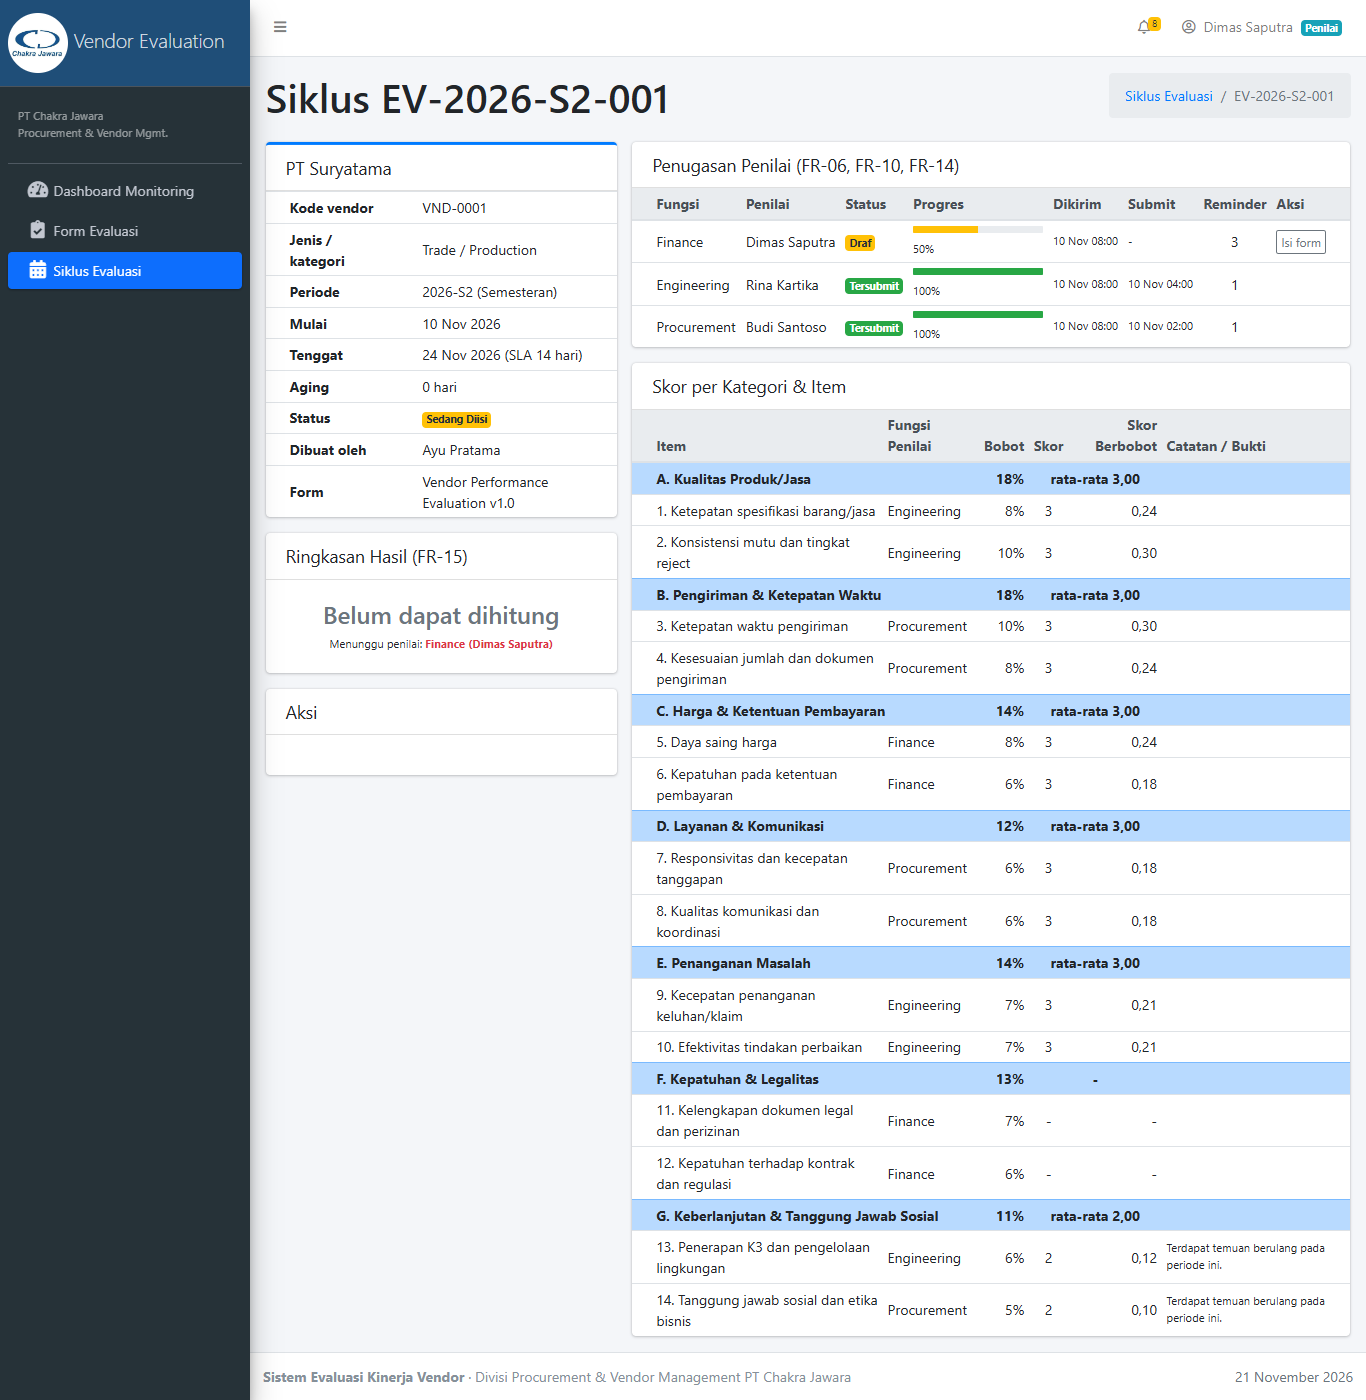 Chakra Jawara
Vendor Evaluation
8
Dimas Saputra Penilai
PT Chakra Jawara
Procurement & Vendor Mgmt.
Dashboard Monitoring
Form Evaluasi
Siklus Evaluasi
Siklus EV-2026-S2-001
Siklus Evaluasi / EV-2026-S2-001
PT Suryatama
Kode vendor VND-0001
Jenis / kategori Trade / Production
Periode 2026-S2 (Semesteran)
Mulai 10 Nov 2026
Tenggat 24 Nov 2026 (SLA 14 hari)
Aging 0 hari
Status Sedang Diisi
Dibuat oleh Ayu Pratama
Form Vendor Performance Evaluation v1.0
Ringkasan Hasil (FR-15)
Belum dapat dihitung
Menunggu penilai: Finance (Dimas Saputra)
Aksi
Penugasan Penilai (FR-06, FR-10, FR-14)
Fungsi Penilai Status Progres Dikirim Submit Reminder Aksi
Finance Dimas Saputra Draf 50% 10 Nov 08:00 - 3 Isi form
Engineering Rina Kartika Tersubmit 100% 10 Nov 08:00 10 Nov 04:00 1
Procurement Budi Santoso Tersubmit 100% 10 Nov 08:00 10 Nov 02:00 1
Skor per Kategori & Item
Item Fungsi Penilai Bobot Skor Skor Berbobot Catatan / Bukti
A. Kualitas Produk/Jasa 18% rata-rata 3,00
1. Ketepatan spesifikasi barang/jasa Engineering 8% 3 0,24
2. Konsistensi mutu dan tingkat reject Engineering 10% 3 0,30
B. Pengiriman & Ketepatan Waktu 18% rata-rata 3,00
3. Ketepatan waktu pengiriman Procurement 10% 3 0,30
4. Kesesuaian jumlah dan dokumen pengiriman Procurement 8% 3 0,24
C. Harga & Ketentuan Pembayaran 14% rata-rata 3,00
5. Daya saing harga Finance 8% 3 0,24
6. Kepatuhan pada ketentuan pembayaran Finance 6% 3 0,18
D. Layanan & Komunikasi 12% rata-rata 3,00
7. Responsivitas dan kecepatan tanggapan Procurement 6% 3 0,18
8. Kualitas komunikasi dan koordinasi Procurement 6% 3 0,18
E. Penanganan Masalah 14% rata-rata 3,00
9. Kecepatan penanganan keluhan/klaim Engineering 7% 3 0,21
10. Efektivitas tindakan perbaikan Engineering 7% 3 0,21
F. Kepatuhan & Legalitas 13% -
11. Kelengkapan dokumen legal dan perizinan Finance 7% - -
12. Kepatuhan terhadap kontrak dan regulasi Finance 6% - -
G. Keberlanjutan & Tanggung Jawab Sosial 11% rata-rata 2,00
13. Penerapan K3 dan pengelolaan lingkungan Engineering 6% 2 0,12 Terdapat temuan berulang pada periode ini.
14. Tanggung jawab sosial dan etika bisnis Procurement 5% 2 0,10 Terdapat temuan berulang pada periode ini.
Sistem Evaluasi Kinerja Vendor · Divisi Procurement & Vendor Management PT Chakra Jawara
21 November 2026